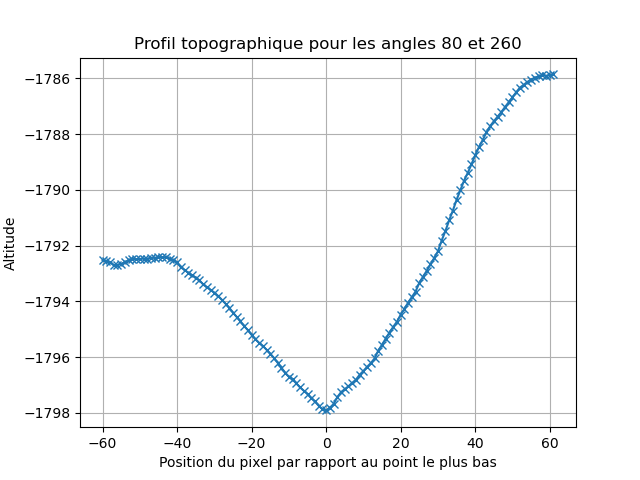 Profil topographique pour les angles 80 et 260
−1786
−1788
−1790
−1792
−1794
−1796
−1798
Altitude
−60 −40 −20 0 20 40 60
Position du pixel par rapport au point le plus bas